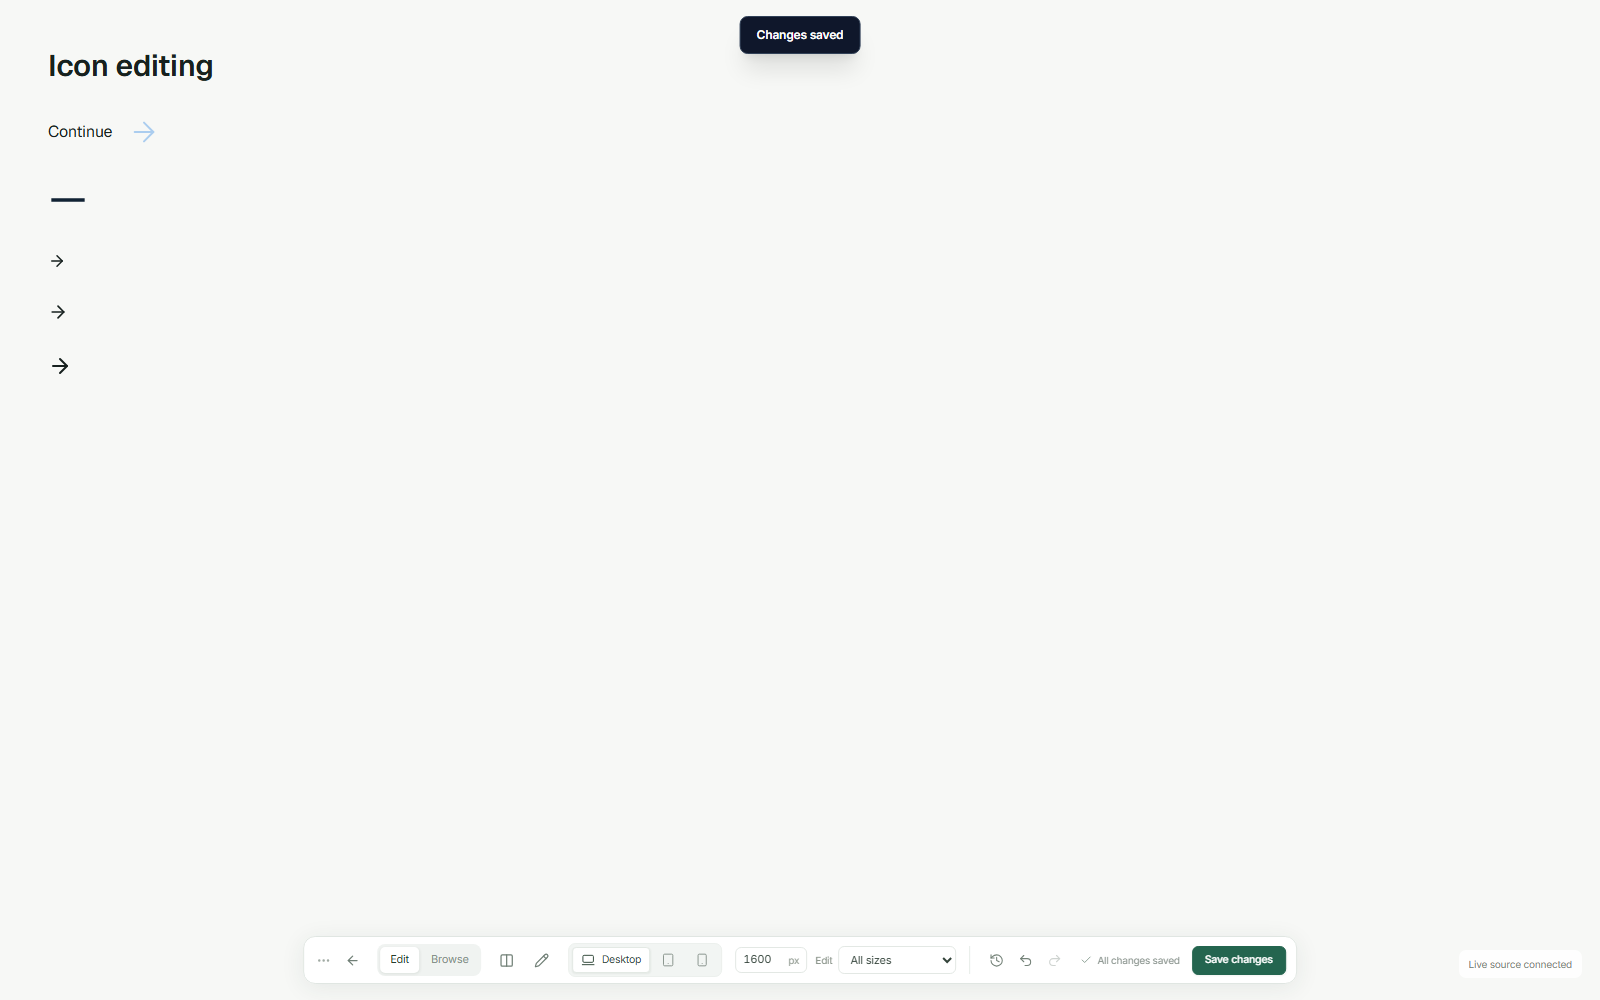 Changes saved
Icon editing
Continue
Edit Browse Desktop 1600 px Edit All sizes All changes saved Save changes
Live source connected